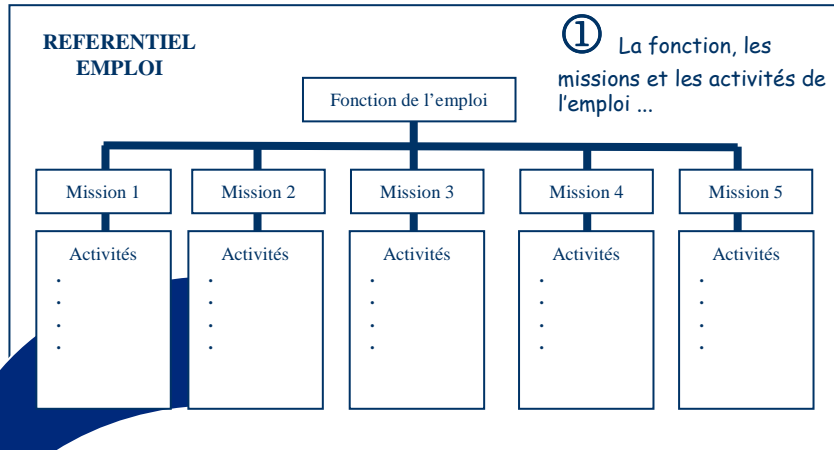 REFERENTIEL
EMPLOI
① La fonction, les
missions et les activités de
l'emploi ...
Fonction de l'emploi
Mission 1
Mission 2
Mission 3
Mission 4
Mission 5
Activités
·
·
·
·
Activités
·
·
·
·
Activités
·
·
·
·
Activités
·
·
·
·
Activités
·
·
·
·